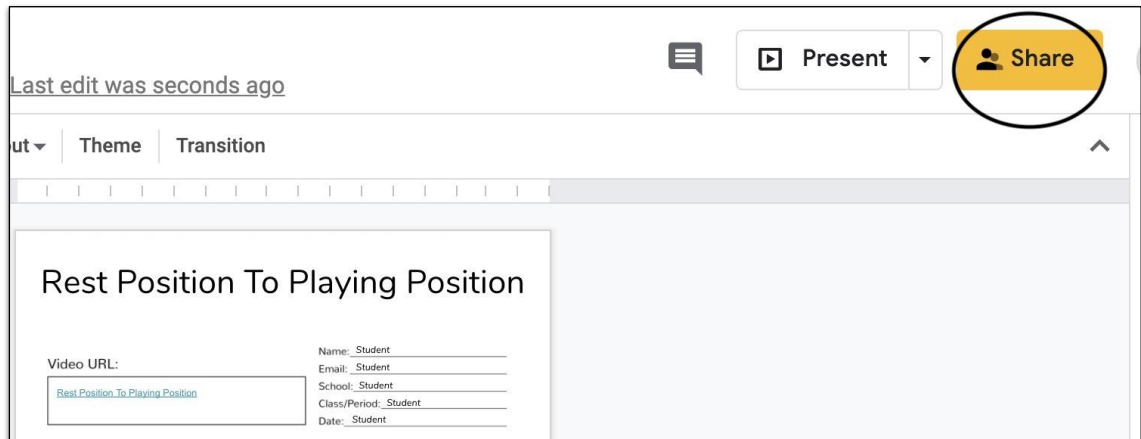 Present
Share
Last edit was seconds ago
out
Theme
Transition
Rest Position To Playing Position
Video URL:
Rest Position To Playing Position
Name: Student
Email: Student
School: Student
Class/Period: Student
Date: Student